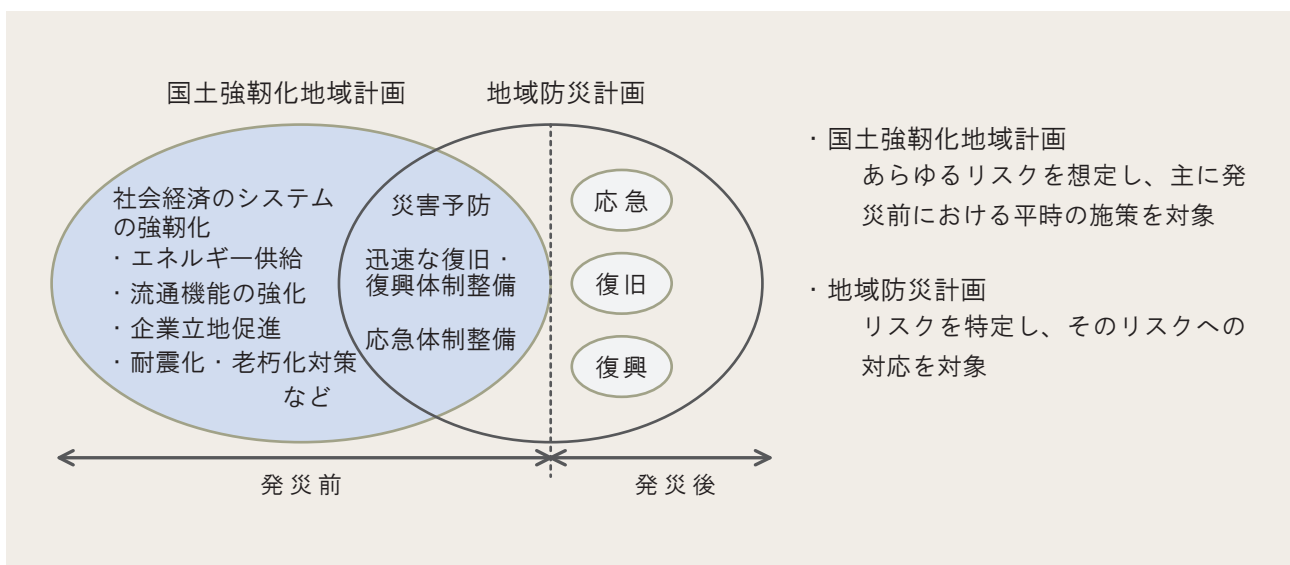 国土強靭化地域計画
地域防災計画
社会経済のシステム
の強靭化
・エネルギー供給
・流通機能の強化
・企業立地促進
・耐震化・老朽化対策
など
災害予防
迅速な復旧・
復興体制整備
応急体制整備
応急
復旧
復興
発災前
発災後
・国土強靭化地域計画
あらゆるリスクを想定し、主に発
災前における平時の施策を対象
・地域防災計画
リスクを特定し、そのリスクへの
対応を対象